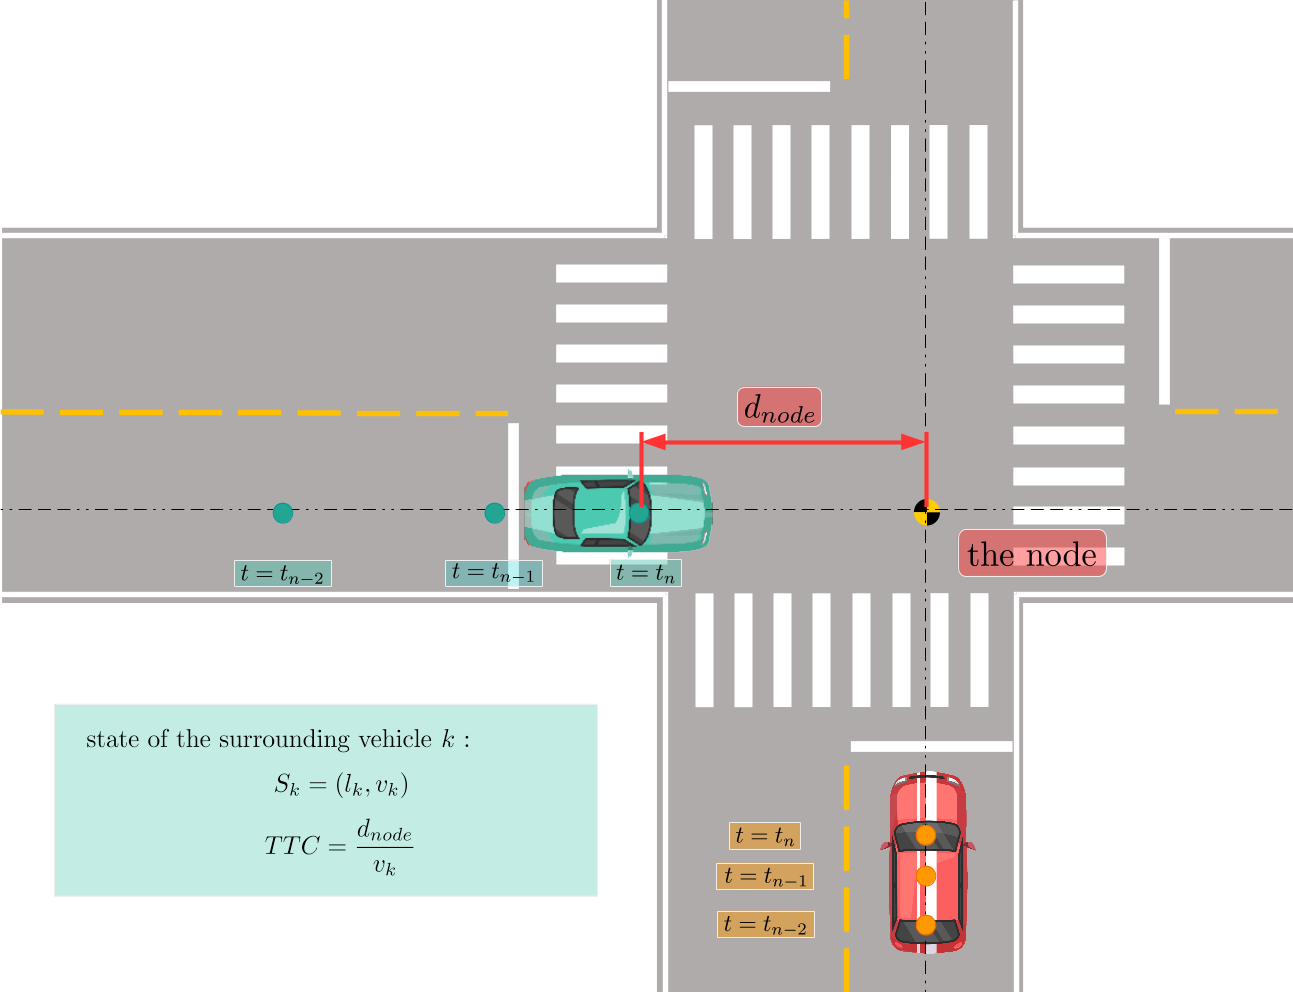 d_{node}
the node
t = t_{n-2}
t = t_{n-1}
t = t_n
state of the surrounding vehicle k :
S_k = (l_k, v_k)
TTC = \frac{d_{node}}{v_k}
t = t_n
t = t_{n-1}
t = t_{n-2}